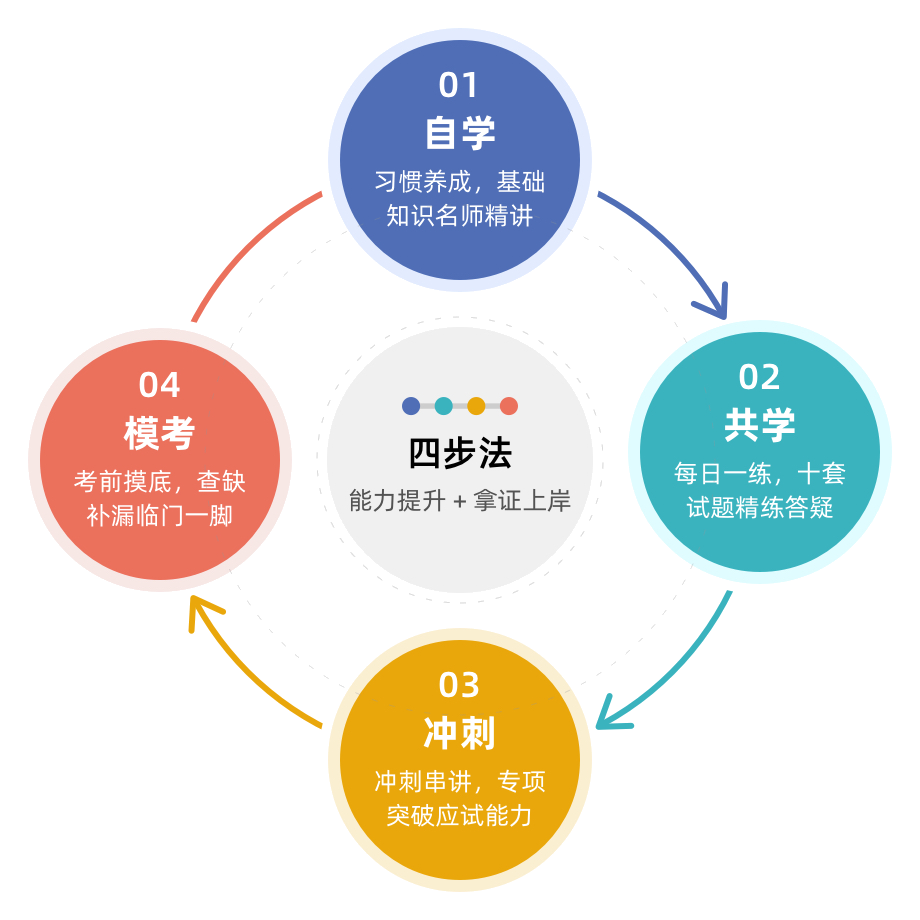 01
自学
习惯养成，基础
知识名师精讲
02
共学
每日一练，十套
试题精练答疑
03
冲刺
冲刺串讲，专项
突破应试能力
04
模考
考前摸底，查缺
补漏临门一脚
四步法
能力提升 + 拿证上岸